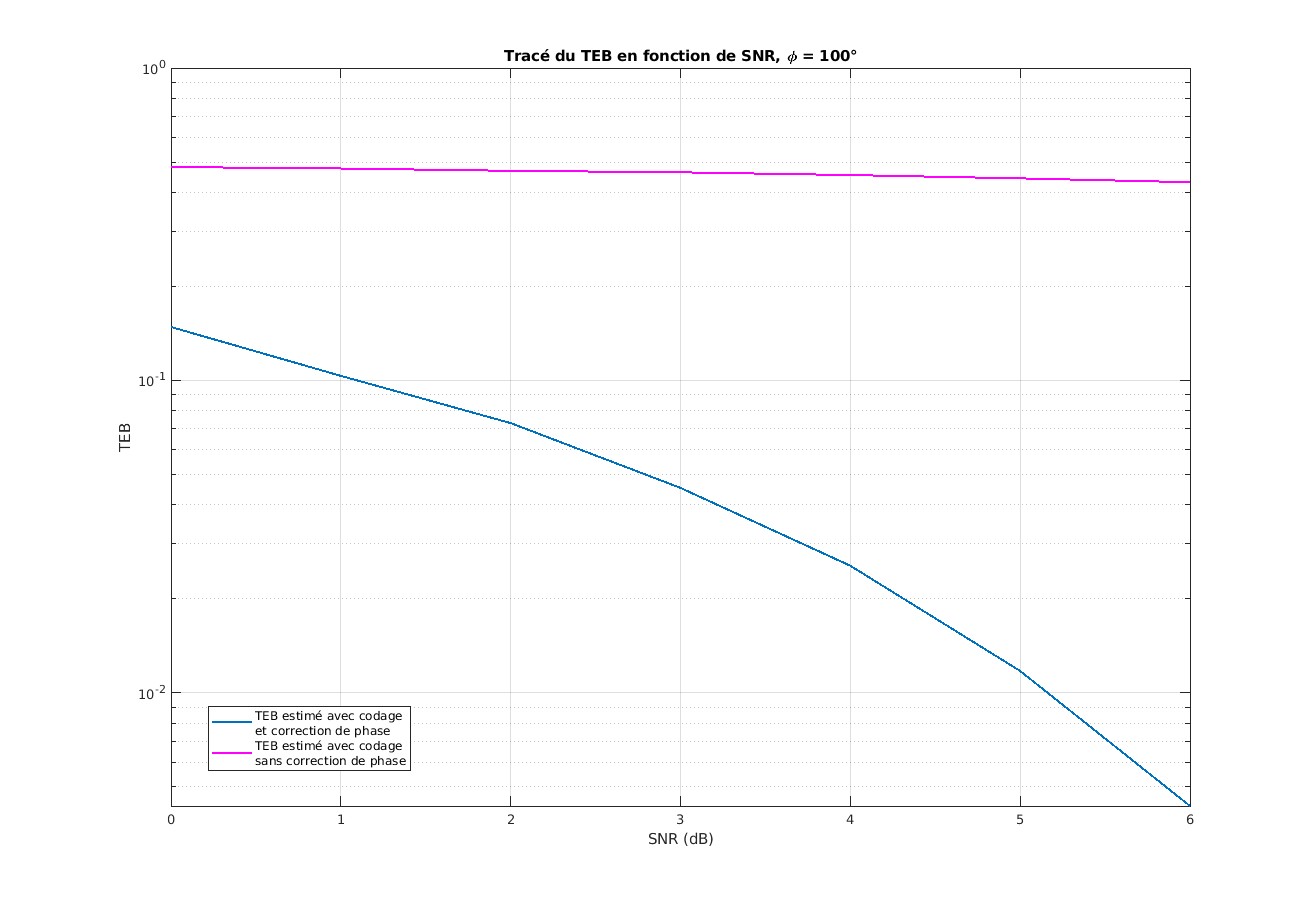 Tracé du TEB en fonction de SNR, ϕ = 100°
10^0
10^-1
10^-2
TEB
TEB estimé avec codage
et correction de phase
TEB estimé avec codage
sans correction de phase
0 1 2 3 4 5 6
SNR (dB)